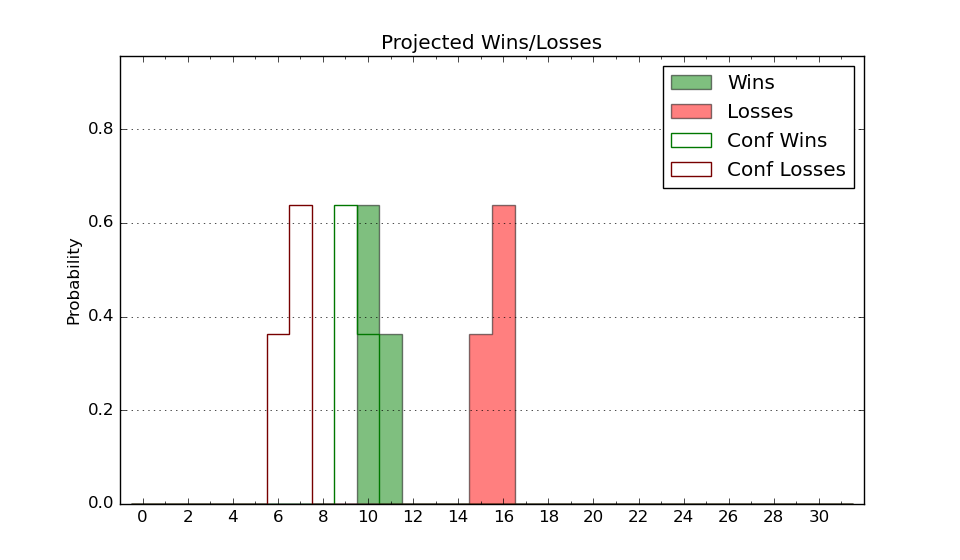 Projected Wins/Losses
Wins
Losses
Conf Wins
Conf Losses
Probability
0.8
0.6
0.4
0.2
0.0
0 2 4 6 8 10 12 14 16 18 20 22 24 26 28 30